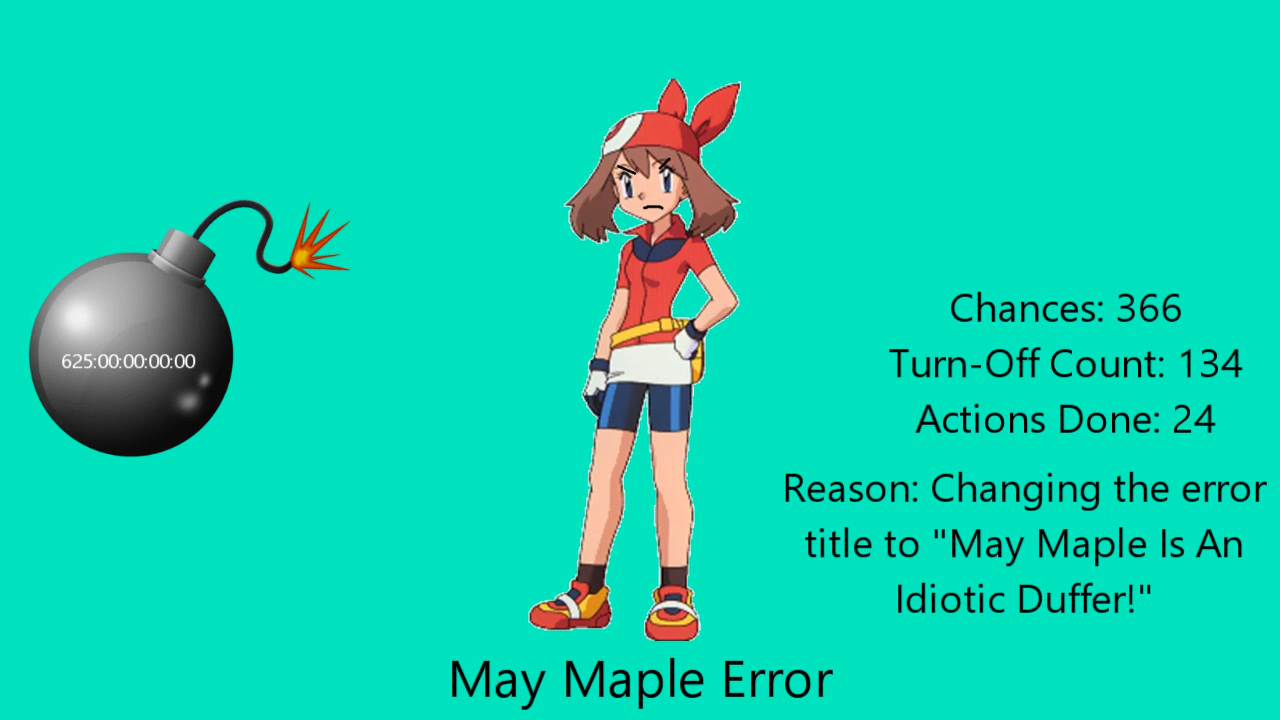 625:00:00:00:00
Chances: 366
Turn-Off Count: 134
Actions Done: 24
Reason: Changing the error
title to "May Maple Is An
Idiotic Duffer!"
May Maple Error